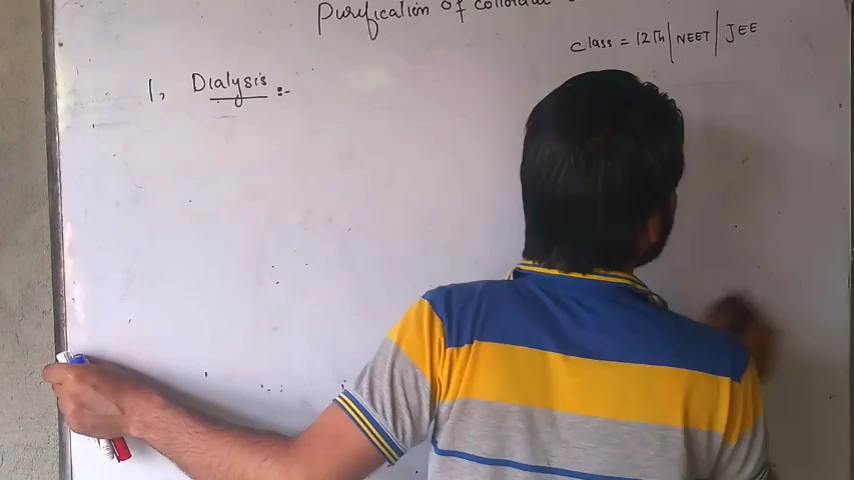 Purification of colloidal
Class = 12th | NEET | JEE
1, Dialysis :-